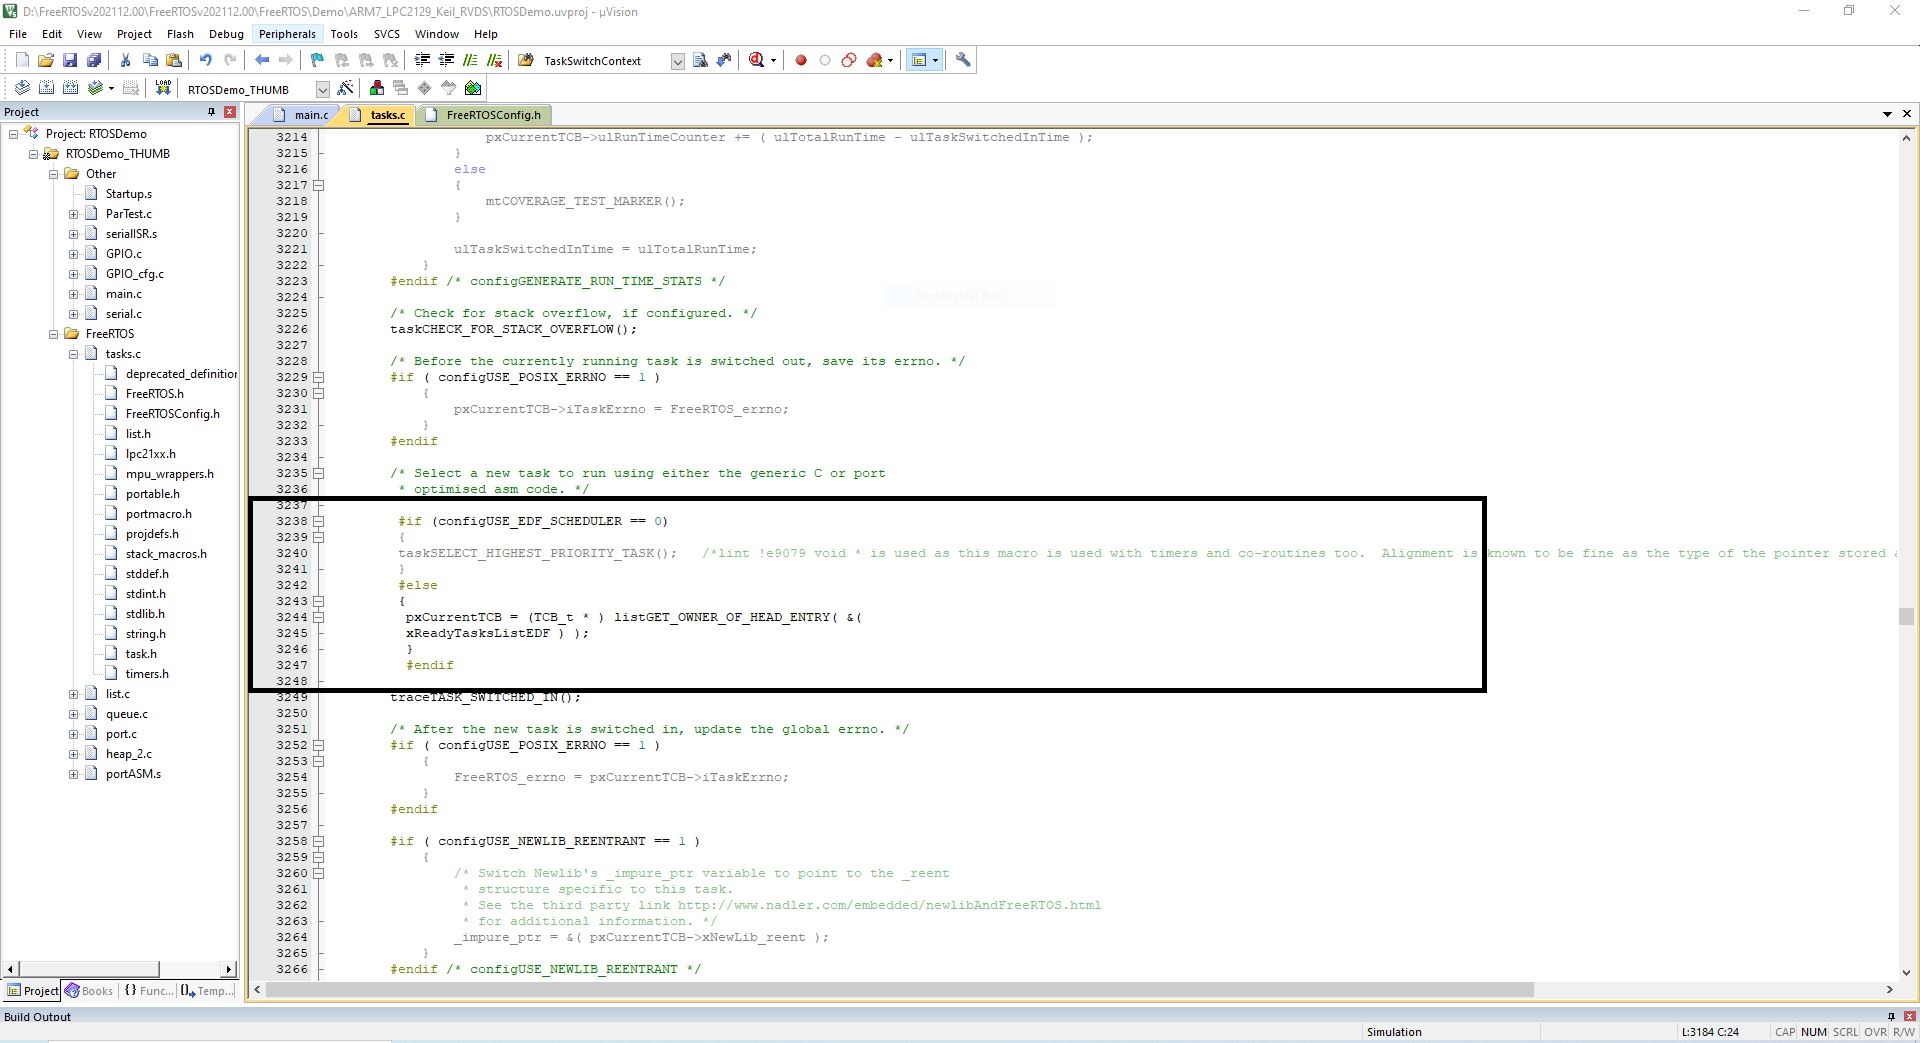 D:\FreeRTOSv202112.00\FreeRTOSv202112.00\FreeRTOS\Demo\ARM7_LPC2129_Keil_RVDS\RTOSDemo.uvproj - µVision
File Edit View Project Flash Debug Peripherals Tools SVCS Window Help
TaskSwitchContext
LOAD RTOSDemo_THUMB
Project
Project: RTOSDemo
RTOSDemo_THUMB
Other
Startup.s
ParTest.c
serialISR.s
GPIO.c
GPIO_cfg.c
main.c
serial.c
FreeRTOS
tasks.c
deprecated_definition
FreeRTOS.h
FreeRTOSConfig.h
list.h
lpc21xx.h
mpu_wrappers.h
portable.h
portmacro.h
projdefs.h
stack_macros.h
stddef.h
stdint.h
stdlib.h
string.h
task.h
timers.h
list.c
queue.c
port.c
heap_2.c
portASM.s
Project Books {} Func... Temp...
main.c tasks.c FreeRTOSConfig.h
3214 pxCurrentTCB->ulRunTimeCounter += ( ulTotalRunTime - ulTaskSwitchedInTime );
3215 }
3216 else
3217 {
3218 mtCOVERAGE_TEST_MARKER();
3219 }
3220
3221 ulTaskSwitchedInTime = ulTotalRunTime;
3222 }
3223 #endif /* configGENERATE_RUN_TIME_STATS */
3224
Rectangular Snip
3225 /* Check for stack overflow, if configured. */
3226 taskCHECK_FOR_STACK_OVERFLOW();
3227
3228 /* Before the currently running task is switched out, save its errno. */
3229 #if ( configUSE_POSIX_ERRNO == 1 )
3230 {
3231 pxCurrentTCB->iTaskErrno = FreeRTOS_errno;
3232 }
3233 #endif
3234
3235 /* Select a new task to run using either the generic C or port
3236 * optimised asm code. */
3237
3238 #if (configUSE_EDF_SCHEDULER == 0)
3239 {
3240 taskSELECT_HIGHEST_PRIORITY_TASK(); /*lint !e9079 void * is used as this macro is used with timers and co-routines too. Alignment is known to be fine as the type of the pointer stored a
3241 }
3242 #else
3243 {
3244 pxCurrentTCB = (TCB_t * ) listGET_OWNER_OF_HEAD_ENTRY( &(
3245 xReadyTasksListEDF ) );
3246 }
3247 #endif
3248
3249 traceTASK_SWITCHED_IN();
3250
3251 /* After the new task is switched in, update the global errno. */
3252 #if ( configUSE_POSIX_ERRNO == 1 )
3253 {
3254 FreeRTOS_errno = pxCurrentTCB->iTaskErrno;
3255 }
3256 #endif
3257
3258 #if ( configUSE_NEWLIB_REENTRANT == 1 )
3259 {
3260 /* Switch Newlib's _impure_ptr variable to point to the _reent
3261 * structure specific to this task.
3262 * See the third party link http://www.nadler.com/embedded/newlibAndFreeRTOS.html
3263 * for additional information. */
3264 _impure_ptr = &( pxCurrentTCB->xNewLib_reent );
3265 }
3266 #endif /* configUSE_NEWLIB_REENTRANT */
Build Output
Simulation L:3184 C:24 CAP NUM SCRL OVR R/W